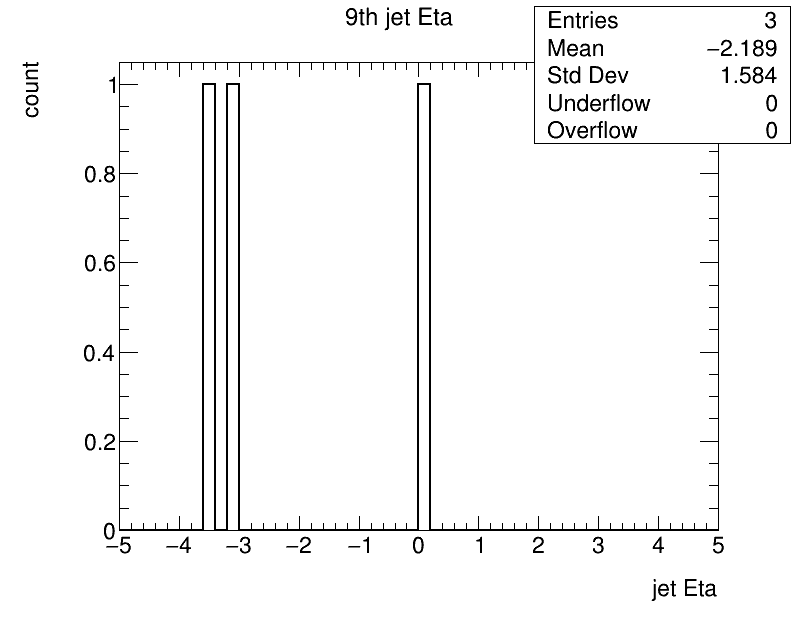 9th jet Eta
Entries 3
Mean −2.189
Std Dev 1.584
Underflow 0
Overflow 0
count
1
0.8
0.6
0.4
0.2
0
−5 −4 −3 −2 −1 0 1 2 3 4 5
jet Eta